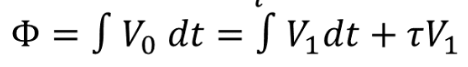 Φ = ∫ V₀ dt = ∫ V₁dt + τV₁